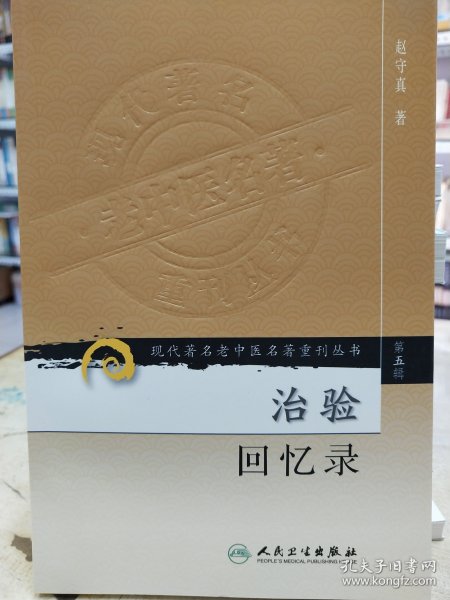 赵守真 著
现代著名
老中医名著
重刊丛书
现代著名老中医名著重刊丛书
第五辑
治验
回忆录
人民卫生出版社
PEOPLE'S MEDICAL PUBLISHING HOUSE
孔夫子旧书网
www.kongfz.com